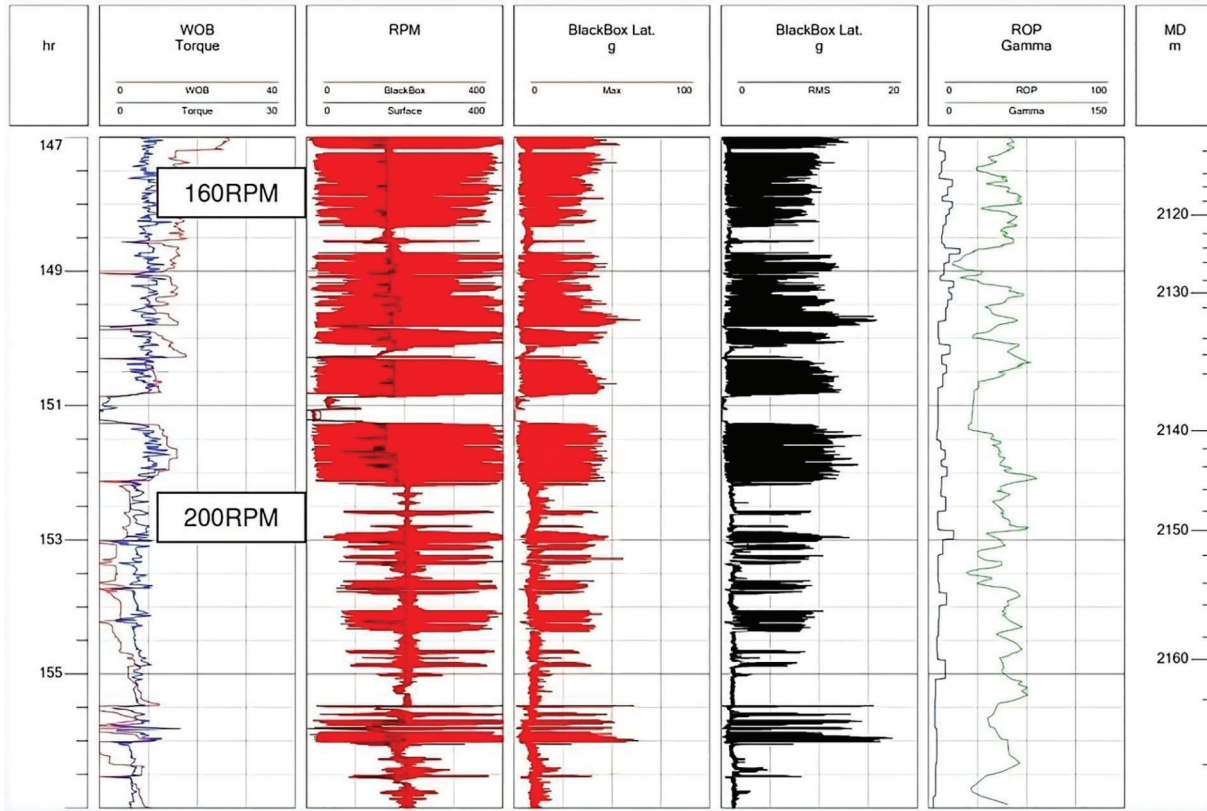 hr
WOB
Torque
0 WOB 40
0 Torque 30
RPM
0 BlackBox 400
0 Surface 400
BlackBox Lat.
g
0 Max 100
BlackBox Lat.
g
0 RMS 20
ROP
Gamma
0 ROP 100
0 Gamma 150
MD
m
147
160RPM
2120
149
2130
151
2140
200RPM
2150
153
2160
155